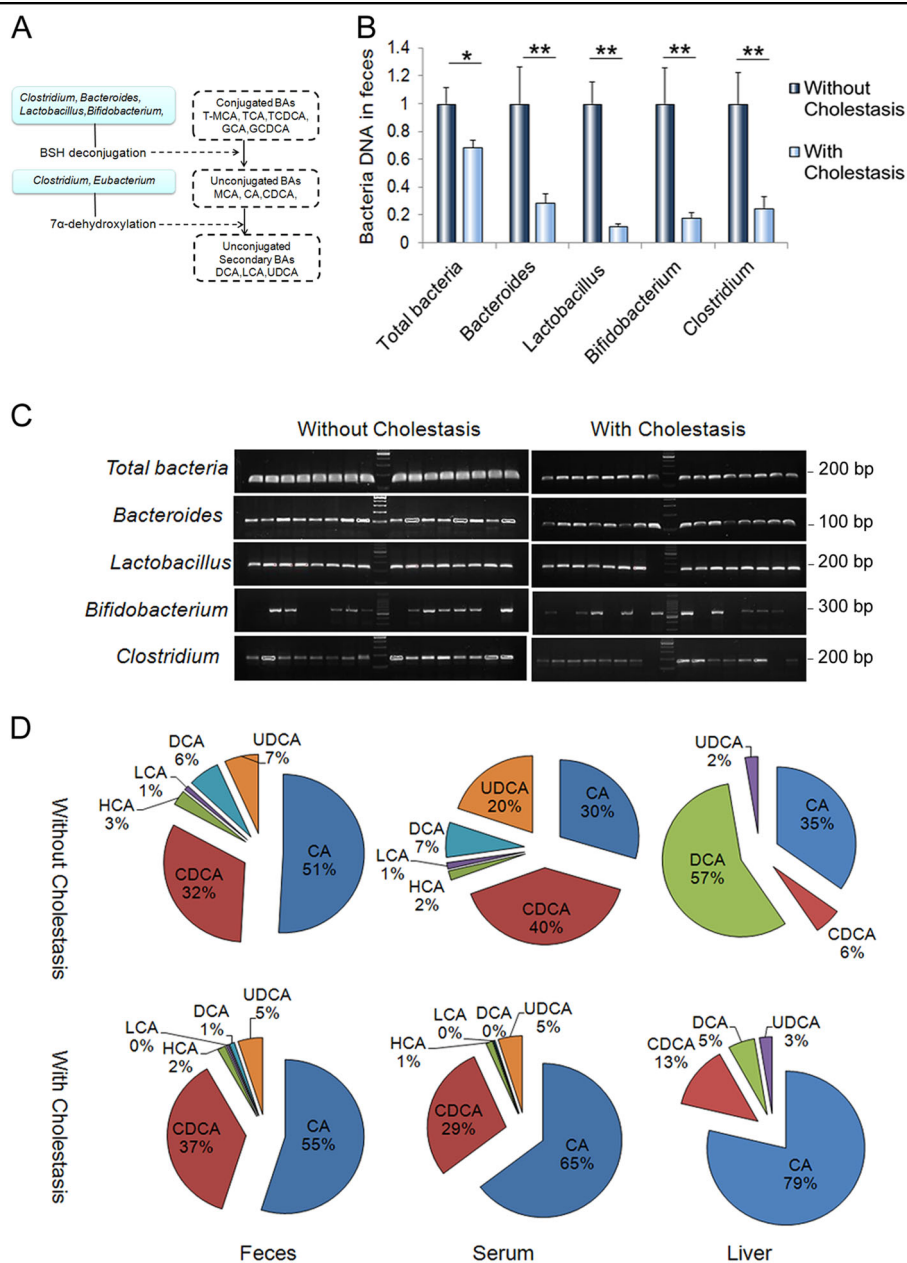 A
Clostridium, Bacteroides,
Lactobacillus,Bifidobacterium,
Conjugated BAs
T-MCA, TCA,TCDCA,
GCA,GCDCA
BSH deconjugation
Clostridium, Eubacterium
Unconjugated BAs
MCA, CA,CDCA,
7α-dehydroxylation
Unconjugated
Secondary BAs
DCA,LCA,UDCA
B
Bacteria DNA in feces
1.4
1.2
1
0.8
0.6
0.4
0.2
0
*
**
**
**
**
Total bacteria
Bacteroides
Lactobacillus
Bifidobacterium
Clostridium
Without
Cholestasis
With
Cholestasis
C
Without Cholestasis
With Cholestasis
Total bacteria
200 bp
Bacteroides
100 bp
Lactobacillus
200 bp
Bifidobacterium
300 bp
Clostridium
200 bp
D
Without Cholestasis
UDCA
7%
DCA
6%
LCA
1%
HCA
3%
CDCA
32%
CA
51%
UDCA
20%
DCA
7%
LCA
1%
HCA
2%
CDCA
40%
CA
30%
UDCA
2%
DCA
57%
CA
35%
CDCA
6%
With Cholestasis
UDCA
5%
DCA
1%
LCA
0%
HCA
2%
CDCA
37%
CA
55%
UDCA
5%
DCA
0%
LCA
0%
HCA
1%
CDCA
29%
CA
65%
UDCA
3%
DCA
5%
CDCA
13%
CA
79%
Feces
Serum
Liver